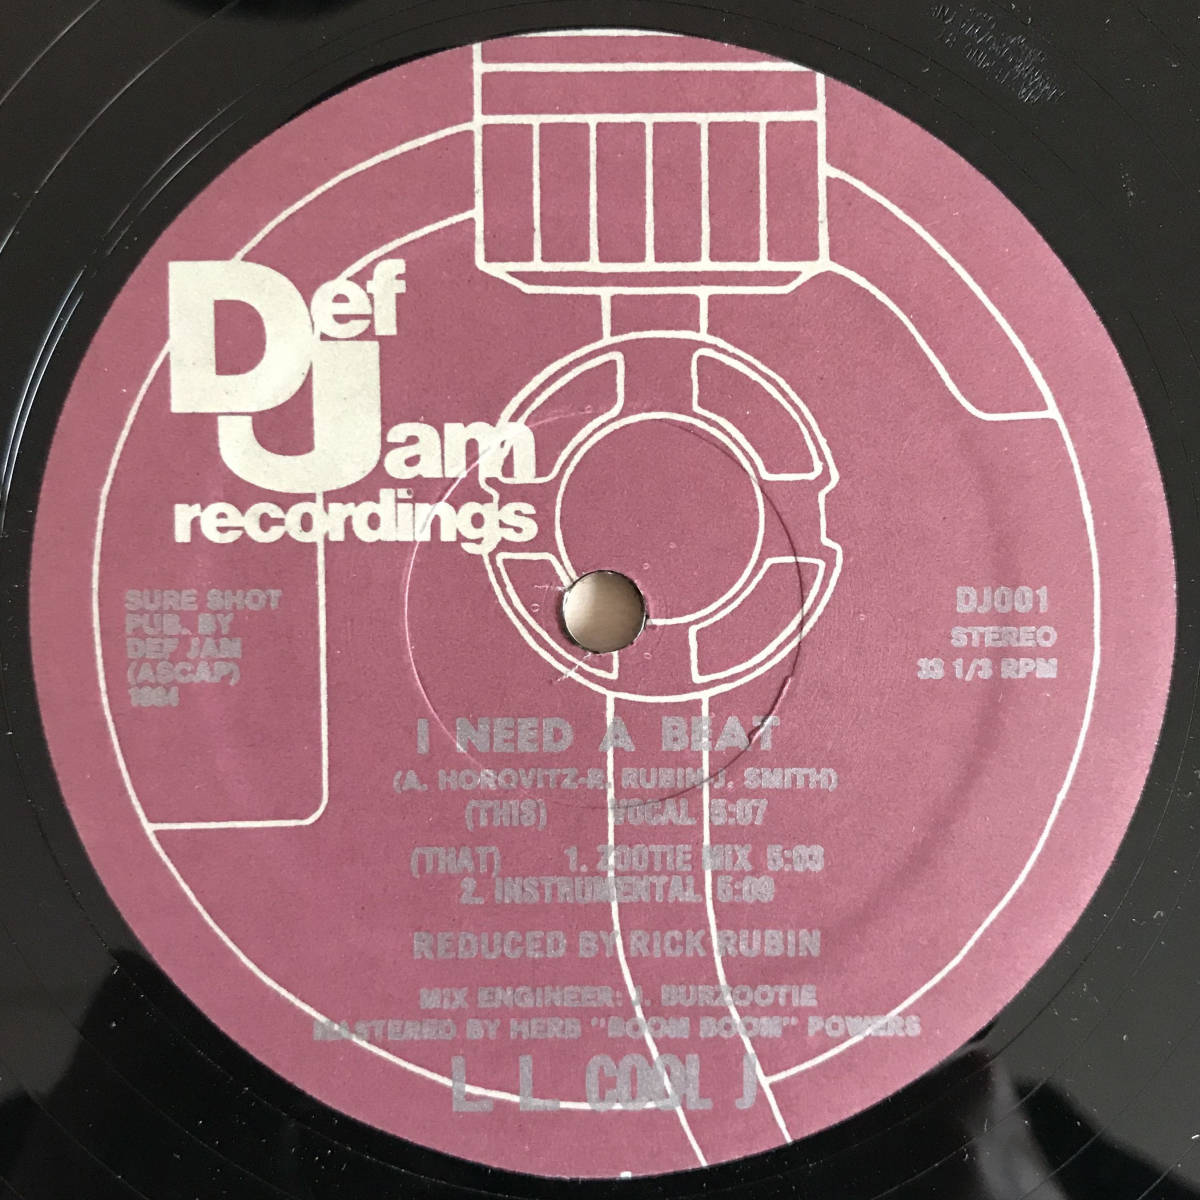 Def
Jam
recordings
SURE SHOT
PUB. BY
DEF JAM
(ASCAP)
1984
DJ001
STEREO
33 1/3 RPM
I NEED A BEAT
(A. HOROVITZ-R. RUBIN-J. SMITH)
(THIS) VOCAL 5:07
(THAT) 1. ZOOTIE MIX 5:03
2. INSTRUMENTAL 5:09
REDUCED BY RICK RUBIN
MIX ENGINEER: J. BURZOOTIE
MASTERED BY HERB "BOOM BOOM" POWERS
L. L. COOL J